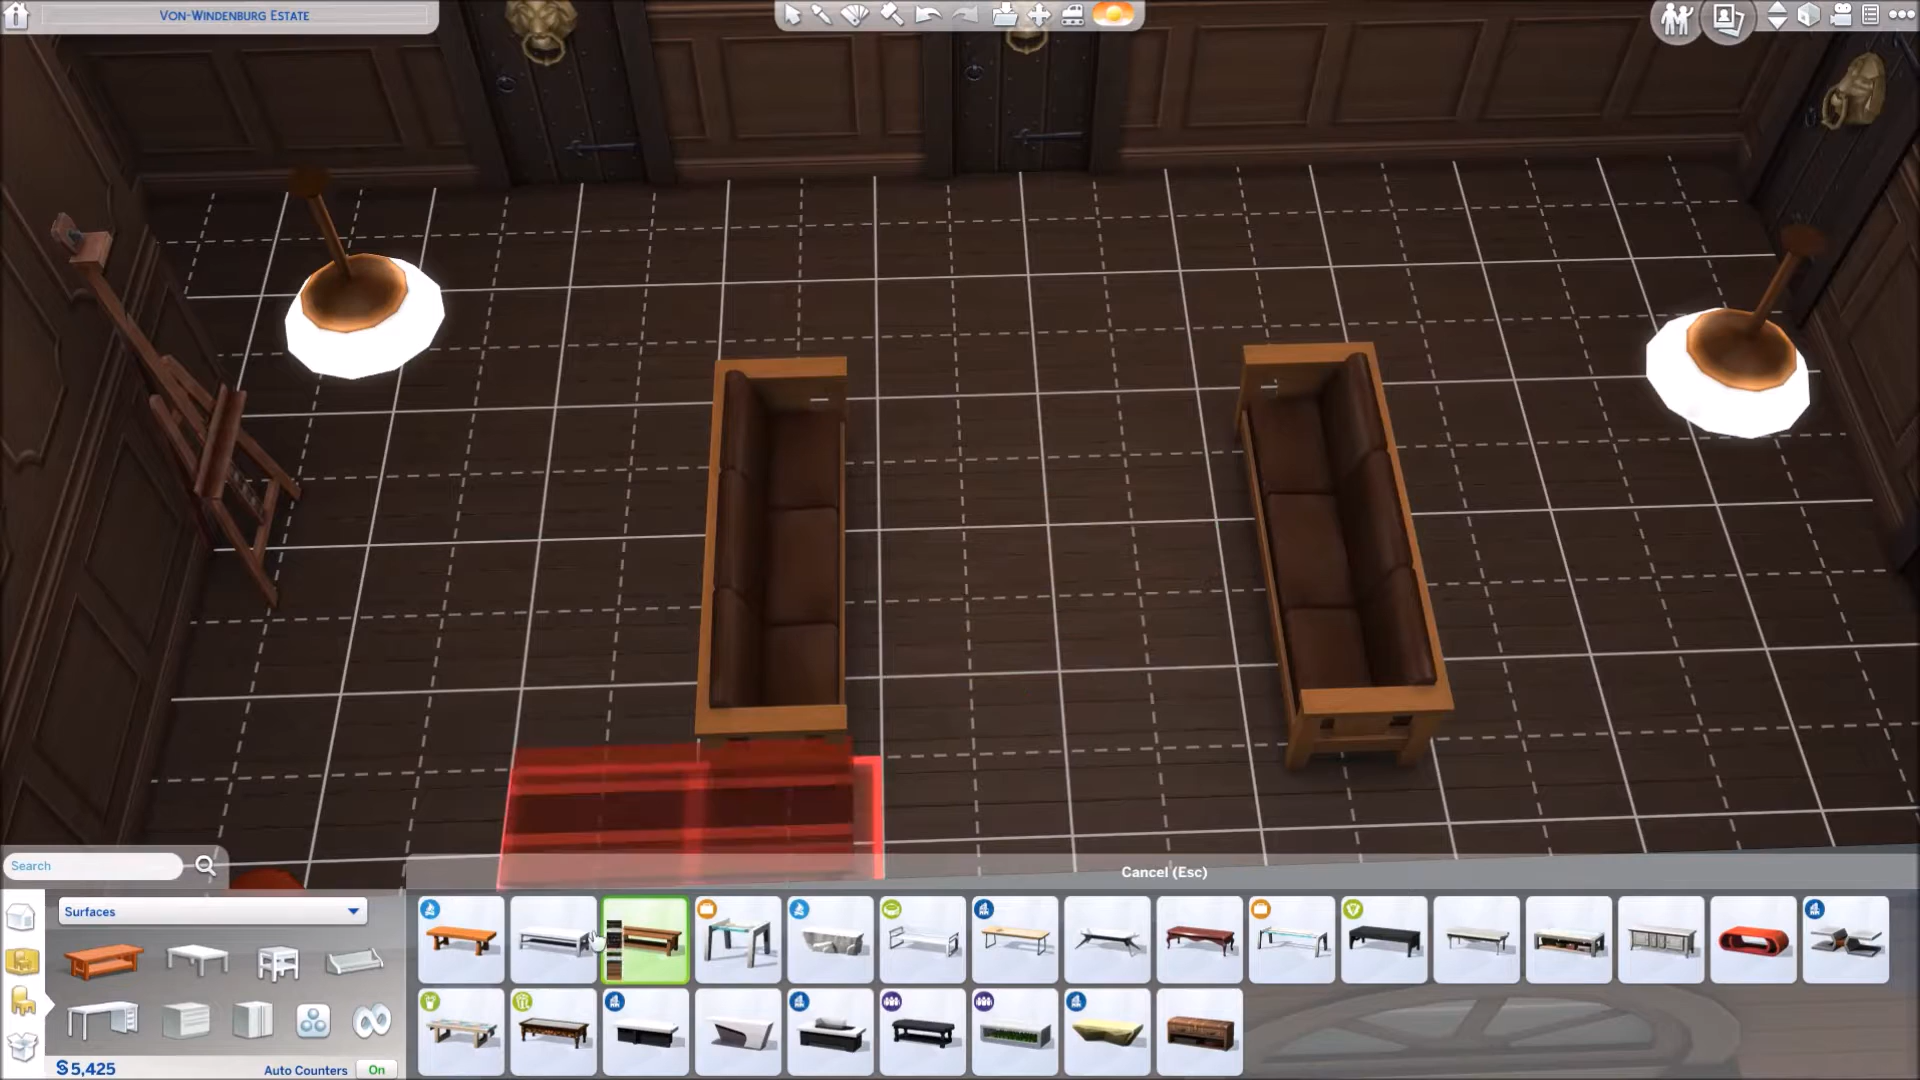 Von-Windenburg Estate
Search
Cancel (Esc)
Surfaces
§5,425
Auto Counters
On